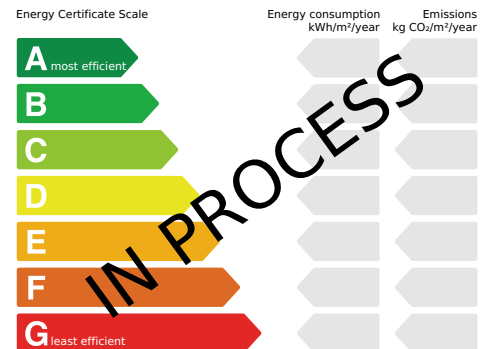 Energy Certificate Scale
Energy consumption
kWh/m²/year
Emissions
kg CO₂/m²/year
A most efficient
B
C
D
E
F
G least efficient
IN PROCESS